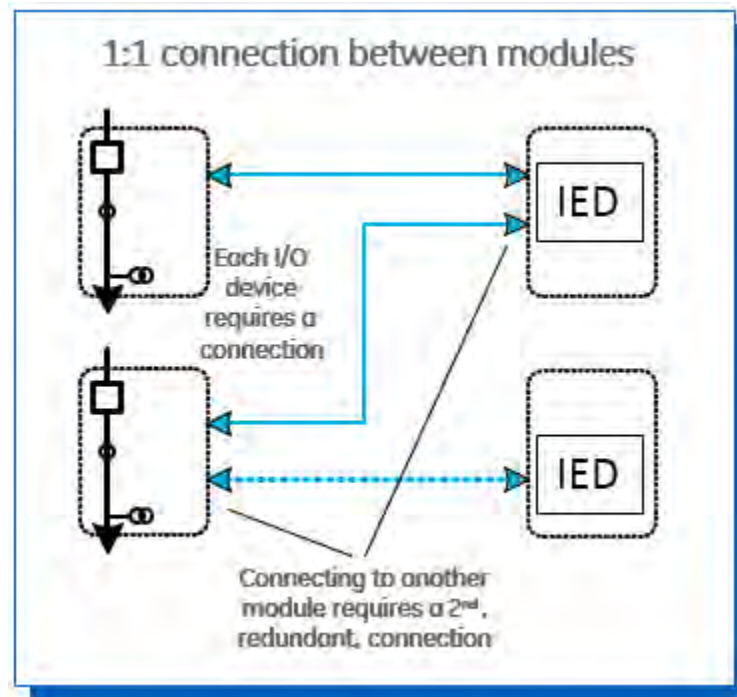 1:1 connection between modules
IED
Each I/O
device
requires a
connection
IED
Connecting to another
module requires a 2nd,
redundant, connection